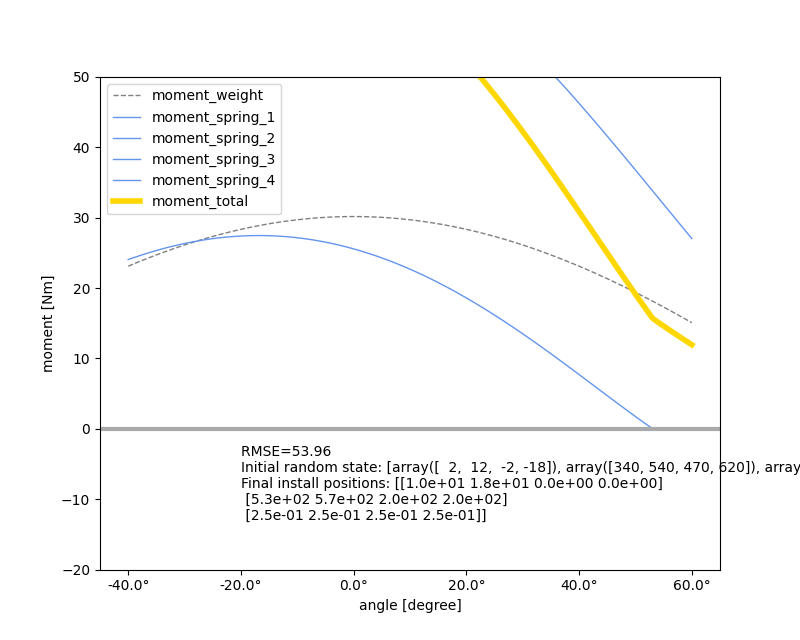 moment_weight
moment_spring_1
moment_spring_2
moment_spring_3
moment_spring_4
moment_total
50
40
30
20
10
0
−10
−20
moment [Nm]
RMSE=53.96
Initial random state: [array([  2,  12,  -2, -18]), array([340, 540, 470, 620]), array
Final install positions: [[1.0e+01 1.8e+01 0.0e+00 0.0e+00]
[5.3e+02 5.7e+02 2.0e+02 2.0e+02]
[2.5e-01 2.5e-01 2.5e-01 2.5e-01]]
-40.0° -20.0° 0.0° 20.0° 40.0° 60.0°
angle [degree]